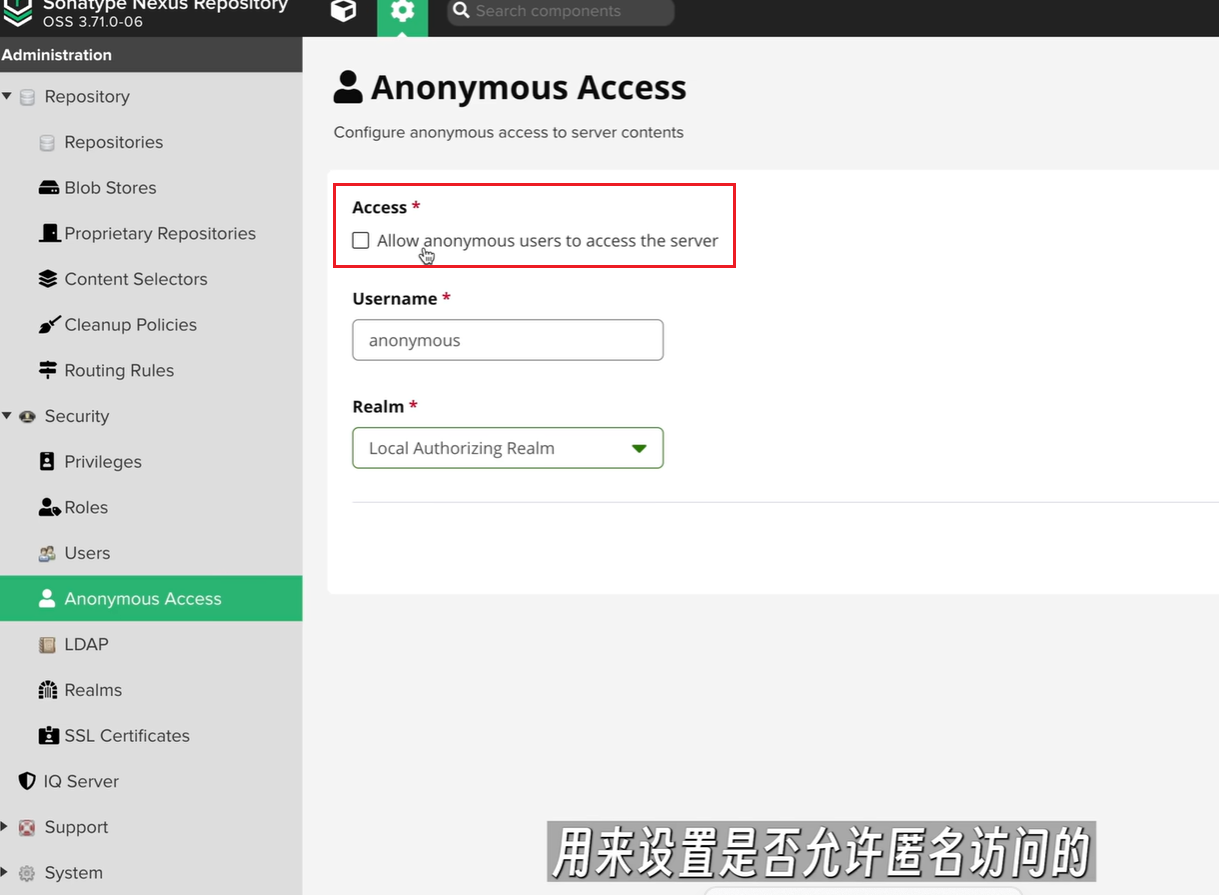 Sonatype Nexus Repository
OSS 3.71.0-06
Search components
Administration
Repository
Repositories
Blob Stores
Proprietary Repositories
Content Selectors
Cleanup Policies
Routing Rules
Security
Privileges
Roles
Users
Anonymous Access
LDAP
Realms
SSL Certificates
IQ Server
Support
System
Anonymous Access
Configure anonymous access to server contents
Access *
Allow anonymous users to access the server
Username *
anonymous
Realm *
Local Authorizing Realm
用来设置是否允许匿名访问的